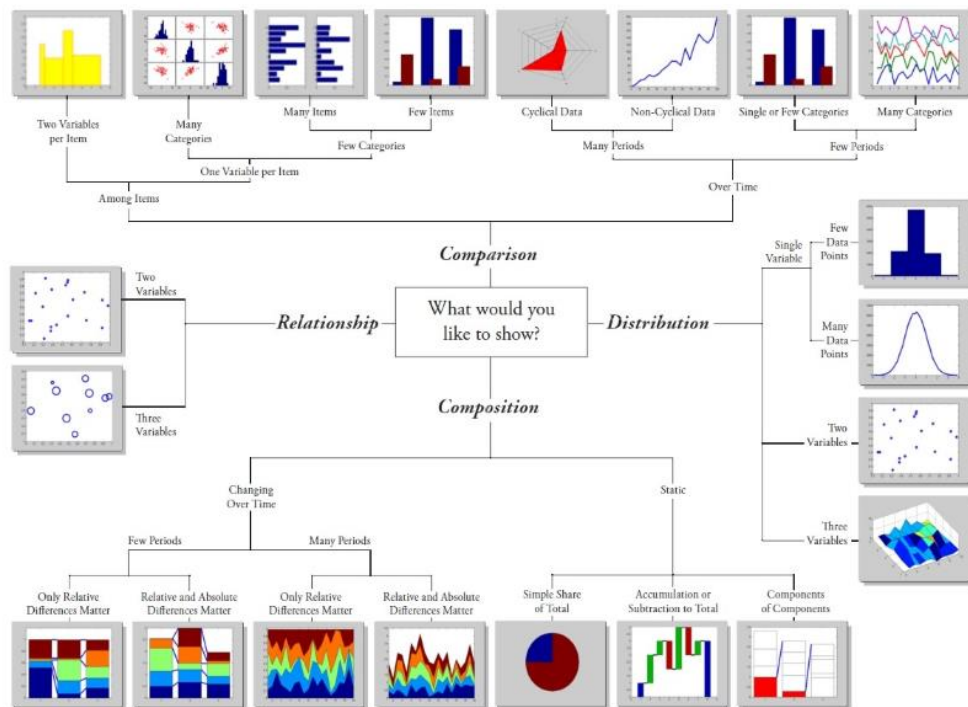 Two Variables
per Item
Many
Categories
Many Items
Few Items
Cyclical Data
Non-Cyclical Data
Single or Few Categories
Many Categories
Few Categories
Many Periods
Few Periods
One Variable per Item
Among Items
Over Time
Comparison
Single
Variable
Few
Data
Points
Two
Variables
Relationship
What would you
like to show?
Distribution
Many
Data
Points
Three
Variables
Composition
Two
Variables
Changing
Over Time
Static
Three
Variables
Few Periods
Many Periods
Only Relative
Differences Matter
Relative and Absolute
Differences Matter
Only Relative
Differences Matter
Relative and Absolute
Differences Matter
Simple Share
of Total
Accumulation or
Subtraction to Total
Components
of Components